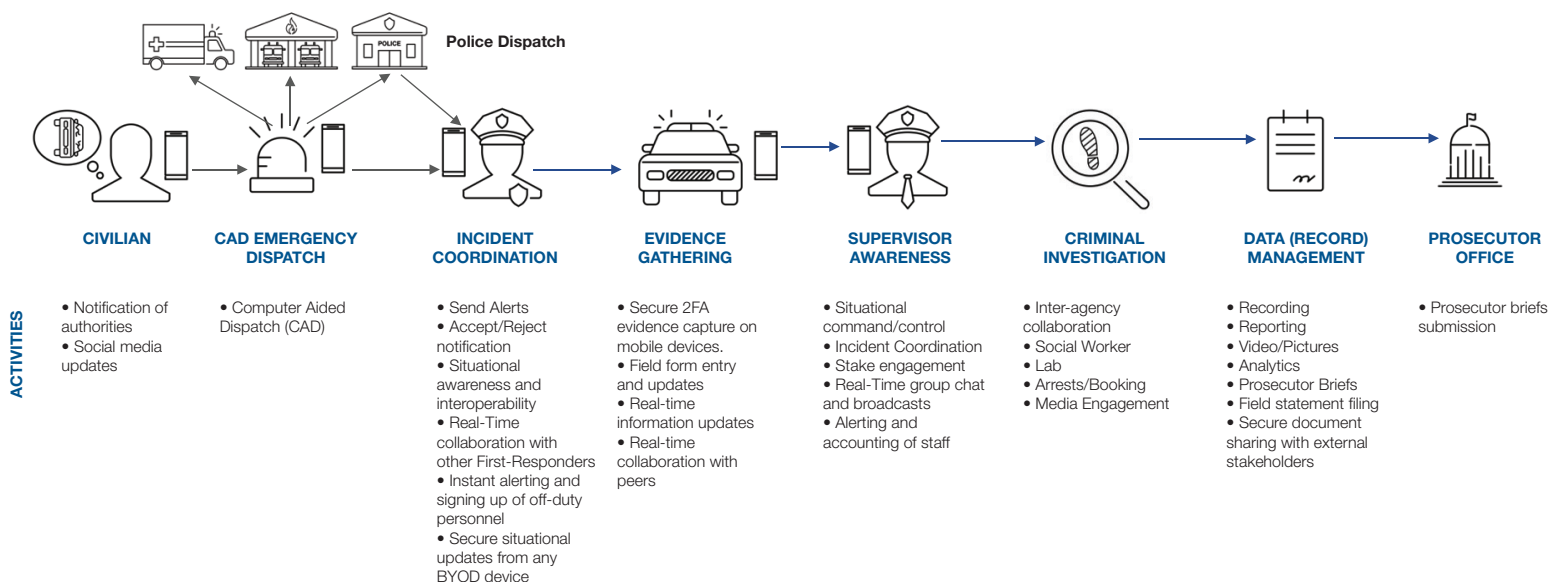 Police Dispatch
POLICE
CIVILIAN
CAD EMERGENCY
DISPATCH
INCIDENT
COORDINATION
EVIDENCE
GATHERING
SUPERVISOR
AWARENESS
CRIMINAL
INVESTIGATION
DATA (RECORD)
MANAGEMENT
PROSECUTOR
OFFICE
ACTIVITIES
• Notification of
authorities
• Social media
updates
• Computer Aided
Dispatch (CAD)
• Send Alerts
• Accept/Reject
notification
• Situational
awareness and
interoperability
• Real-Time
collaboration with
other First-Responders
• Instant alerting and
signing up of off-duty
personnel
• Secure situational
updates from any
BYOD device
• Secure 2FA
evidence capture on
mobile devices.
• Field form entry
and updates
• Real-time
information updates
• Real-time
collaboration with
peers
• Situational
command/control
• Incident Coordination
• Stake engagement
• Real-Time group chat
and broadcasts
• Alerting and
accounting of staff
• Inter-agency
collaboration
• Social Worker
• Lab
• Arrests/Booking
• Media Engagement
• Recording
• Reporting
• Video/Pictures
• Analytics
• Prosecutor Briefs
• Field statement filing
• Secure document
sharing with external
stakeholders
• Prosecutor briefs
submission